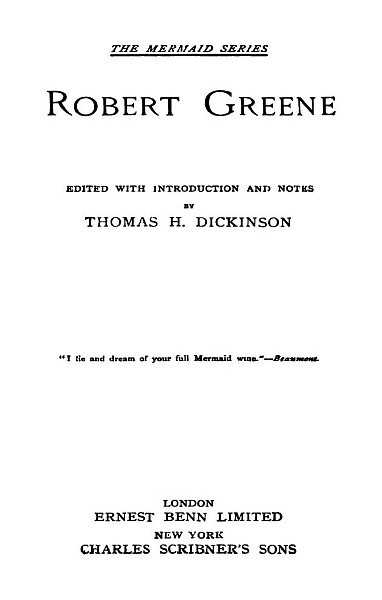 THE MERMAID SERIES
ROBERT GREENE
EDITED WITH INTRODUCTION AND NOTES
BY
THOMAS H. DICKINSON
"I lie and dream of your full Mermaid wine."—Beaumont.
LONDON
ERNEST BENN LIMITED
NEW YORK
CHARLES SCRIBNER'S SONS